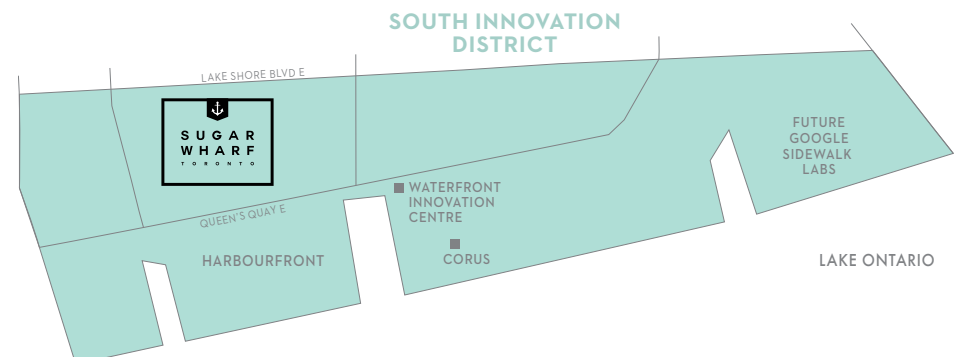 SOUTH INNOVATION
DISTRICT
LAKE SHORE BLVD E
SUGAR
WHARF
TORONTO
FUTURE
GOOGLE
SIDEWALK
LABS
WATERFRONT
INNOVATION
CENTRE
QUEEN'S QUAY E
CORUS
HARBOURFRONT
LAKE ONTARIO